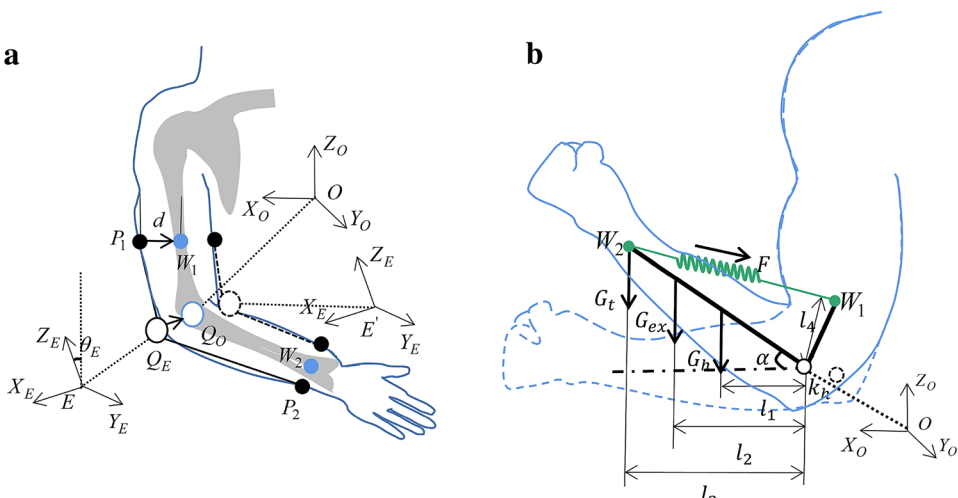 a
Z_O
O
X_O
Y_O
d
P_1
W_1
Z_E
X_E
E'
Y_E
Q_O
Q_E
W_2
P_2
Z_E
θ_E
X_E
E
Y_E
b
W_2
F
W_1
G_t
G_ex
l_4
G_h
α
k_h
Z_O
O
X_O
Y_O
l_1
l_2